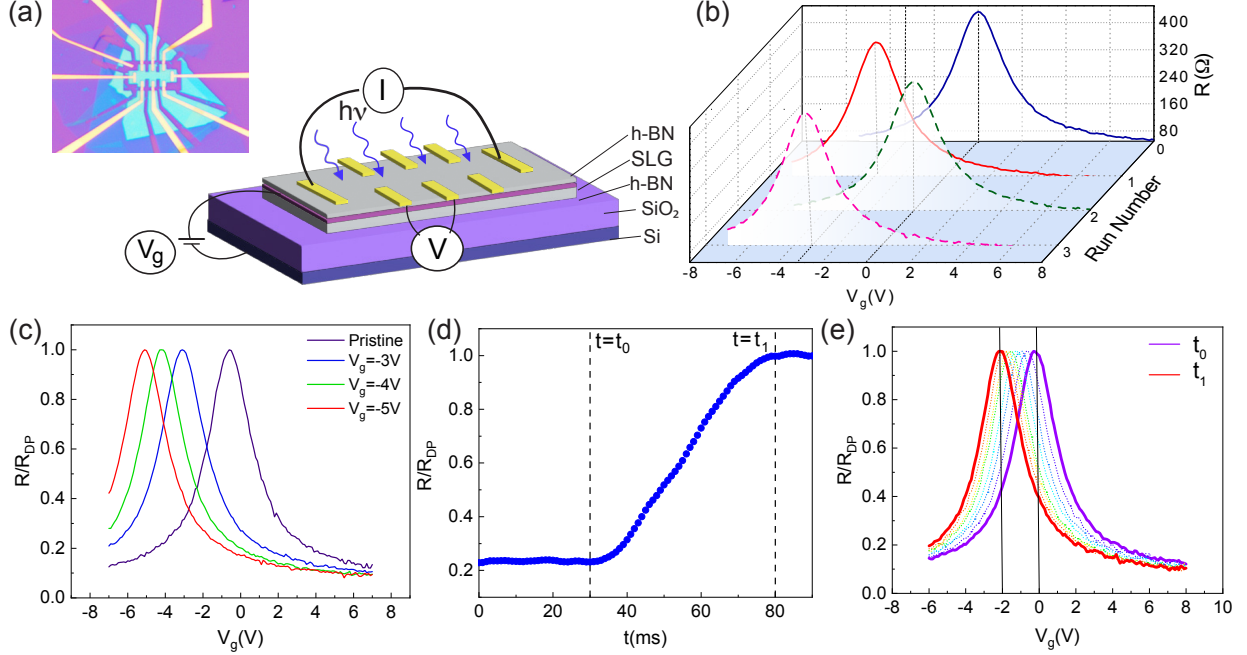 (a)
I
hν
h-BN
SLG
h-BN
SiO₂
Si
V
Vg
(b)
400
320
240
160
80
R (Ω)
0
1
2
3
Run Number
-8 -6 -4 -2 0 2 4 6 8
Vg(V)
(c)
Pristine
Vg=-3V
Vg=-4V
Vg=-5V
1.0
0.8
0.6
0.4
0.2
0.0
R/RDP
-8 -6 -4 -2 0 2 4 6 8
Vg(V)
(d)
t=t₀
t=t₁
1.0
0.8
0.6
0.4
0.2
R/RDP
0 20 40 60 80
t(ms)
(e)
t₀
t₁
1.0
0.8
0.6
0.4
0.2
0.0
R/RDP
-8 -6 -4 -2 0 2 4 6 8 10
Vg(V)